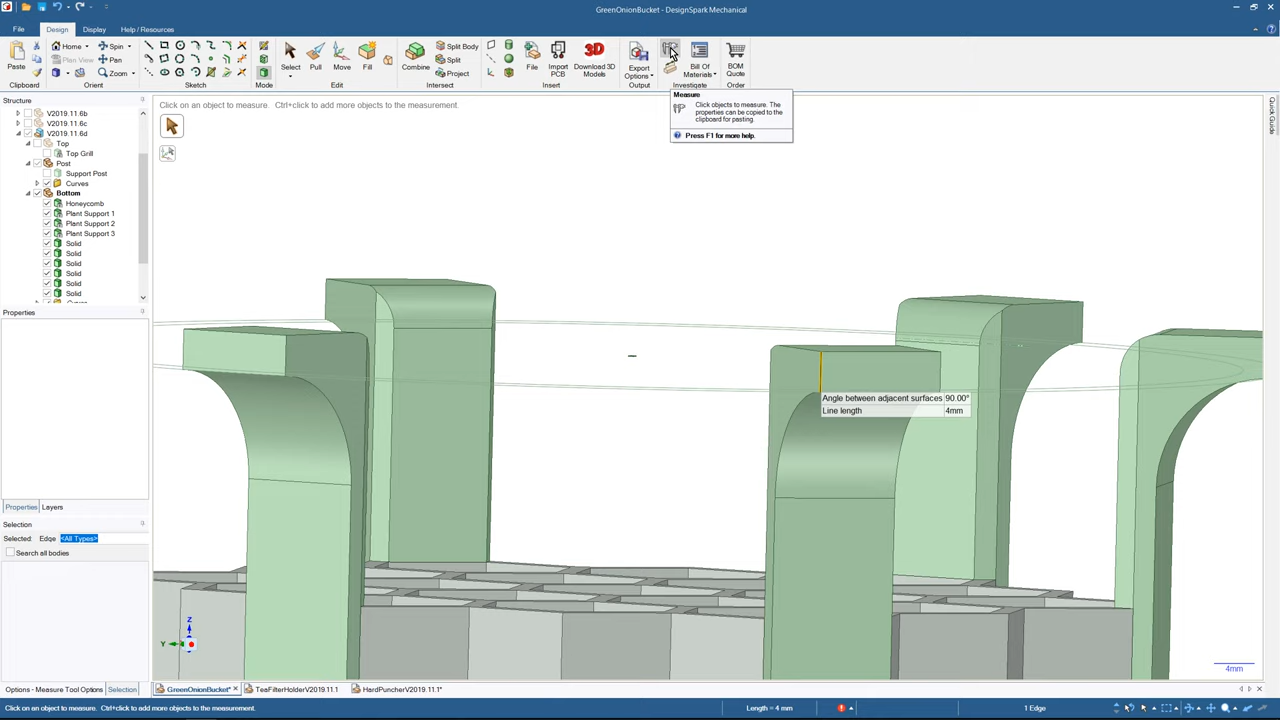 GreenOnionBucket - DesignSpark Mechanical
File Design Display Help / Resources
Paste
Home
Plan View
Spin
Pan
Zoom
Select
Pull
Move
Fill
Combine
Split Body
Split
Project
File
Import
PCB
Download 3D
Models
Export
Options
Bill Of
Materials
BOM
Quote
Clipboard Orient Sketch Mode Edit Intersect Insert Output Investigate Order
Structure
Click on an object to measure. Ctrl+click to add more objects to the measurement.
Measure
Click objects to measure. The
properties can be copied to the
clipboard for pasting.
Press F1 for more help.
Quick Guide
V2019.11.6b
V2019.11.6c
V2019.11.6d
Top
Top Grill
Post
Support Post
Curves
Bottom
Honeycomb
Plant Support 1
Plant Support 2
Plant Support 3
Solid
Solid
Solid
Solid
Solid
Solid
Curves
Properties
Angle between adjacent surfaces 90.00°
Line length 4mm
Properties Layers
Selection
Selected: Edge <All Types>
Search all bodies
Z
Y
4mm
Options - Measure Tool Options Selection
GreenOnionBucket* TeaFilterHolderV2019.11.1 HardPuncherV2019.11.1*
Click on an object to measure. Ctrl+click to add more objects to the measurement. Length = 4 mm 1 Edge